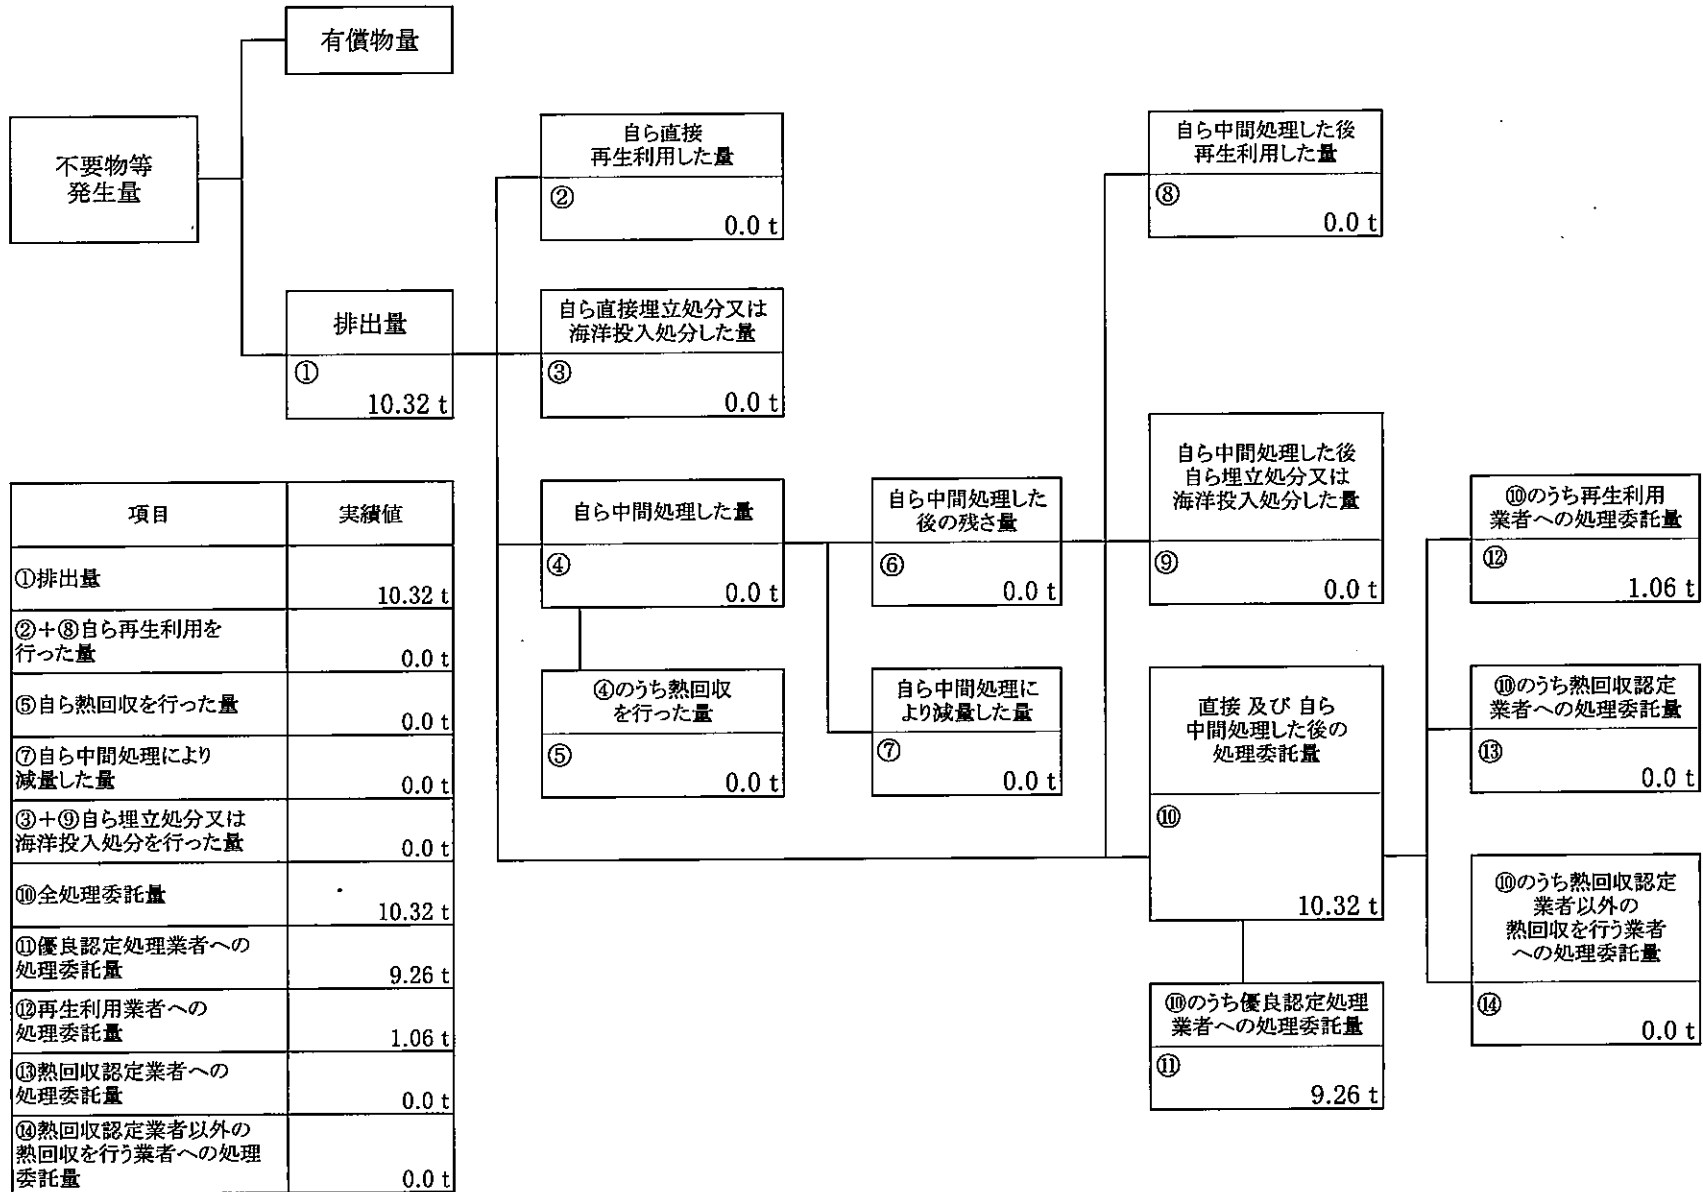 有償物量
不要物等
発生量
排出量
①
10.32 t
自ら直接
再生利用した量
②
0.0 t
自ら直接埋立処分又は
海洋投入処分した量
③
0.0 t
自ら中間処理した量
④
0.0 t
④のうち熱回収
を行った量
⑤
0.0 t
自ら中間処理した
後の残さ量
⑥
0.0 t
自ら中間処理に
より減量した量
⑦
0.0 t
自ら中間処理した後
再生利用した量
⑧
0.0 t
自ら中間処理した後
自ら埋立処分又は
海洋投入処分した量
⑨
0.0 t
直接 及び 自ら
中間処理した後の
処理委託量
⑩
10.32 t
⑩のうち優良認定処理
業者への処理委託量
⑪
9.26 t
⑩のうち再生利用
業者への処理委託量
⑫
1.06 t
⑩のうち熱回収認定
業者への処理委託量
⑬
0.0 t
⑩のうち熱回収認定
業者以外の
熱回収を行う業者
への処理委託量
⑭
0.0 t
項目 実績値
①排出量
10.32 t
②+⑧自ら再生利用を
行った量
0.0 t
⑤自ら熱回収を行った量
0.0 t
⑦自ら中間処理により
減量した量
0.0 t
③+⑨自ら埋立処分又は
海洋投入処分を行った量
0.0 t
⑩全処理委託量
10.32 t
⑪優良認定処理業者への
処理委託量
9.26 t
⑫再生利用業者への
処理委託量
1.06 t
⑬熱回収認定業者への
処理委託量
0.0 t
⑭熱回収認定業者以外の
熱回収を行う業者への処理
委託量
0.0 t